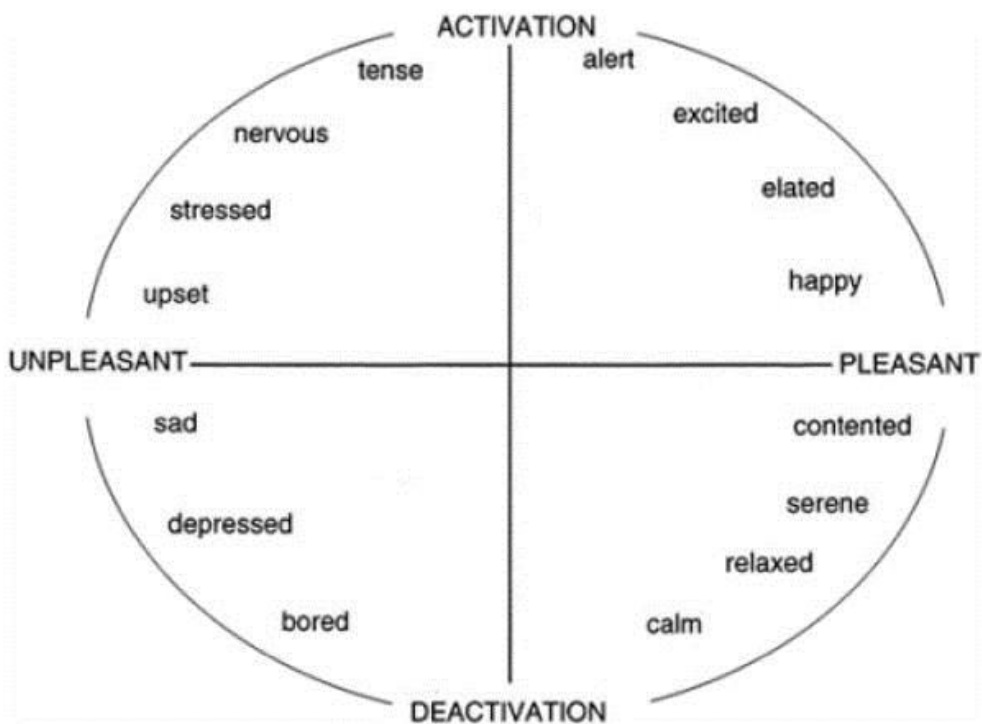 ACTIVATION
tense
alert
nervous
excited
stressed
elated
upset
happy
UNPLEASANT
PLEASANT
sad
contented
depressed
serene
relaxed
bored
calm
DEACTIVATION